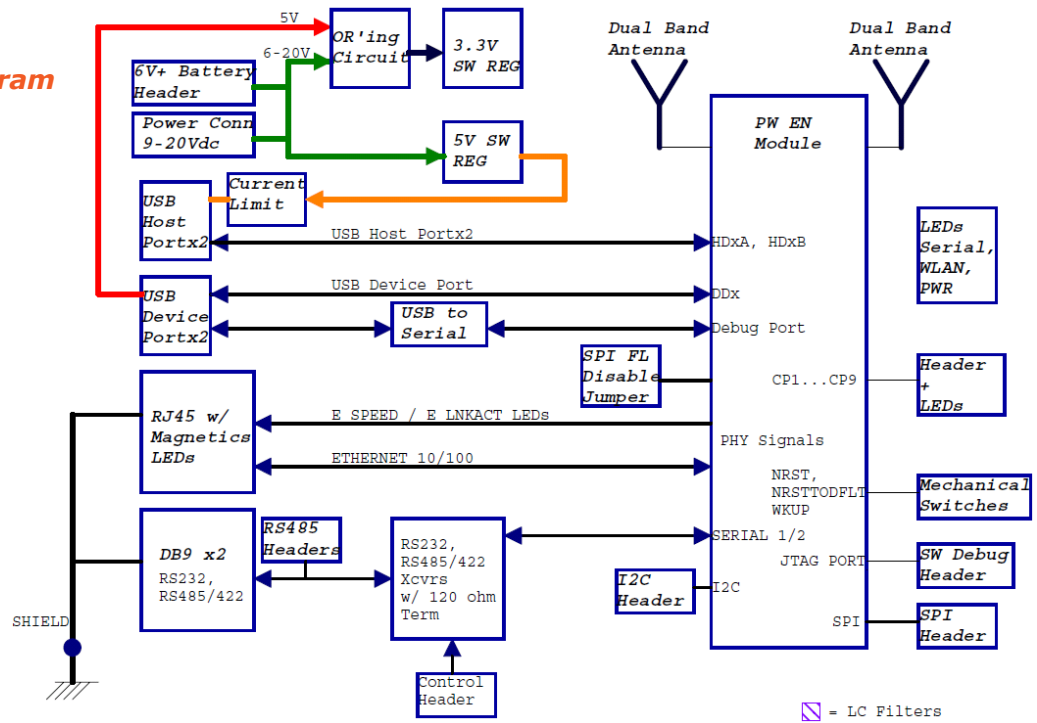 ram
5V
6-20V
OR'ing
Circuit
3.3V
SW REG
Dual Band
Antenna
Dual Band
Antenna
6V+ Battery
Header
Power Conn
9-20Vdc
5V SW
REG
PW EN
Module
USB
Host
Portx2
Current
Limit
USB Host Portx2
HDxA, HDxB
LEDs
Serial,
WLAN,
PWR
USB
Device
Portx2
USB Device Port
DDx
USB to
Serial
Debug Port
SPI FL
Disable
Jumper
CP1...CP9
Header
+
LEDs
RJ45 w/
Magnetics
LEDs
E SPEED / E LNKACT LEDs
PHY Signals
ETHERNET 10/100
NRST,
NRSTTODFLT
WKUP
Mechanical
Switches
DB9 x2
RS232,
RS485/422
RS485
Headers
RS232,
RS485/422
Xcvrs
w/ 120 ohm
Term
SERIAL 1/2
JTAG PORT
SW Debug
Header
I2C
Header
I2C
SPI
SPI
Header
SHIELD
Control
Header
= LC Filters